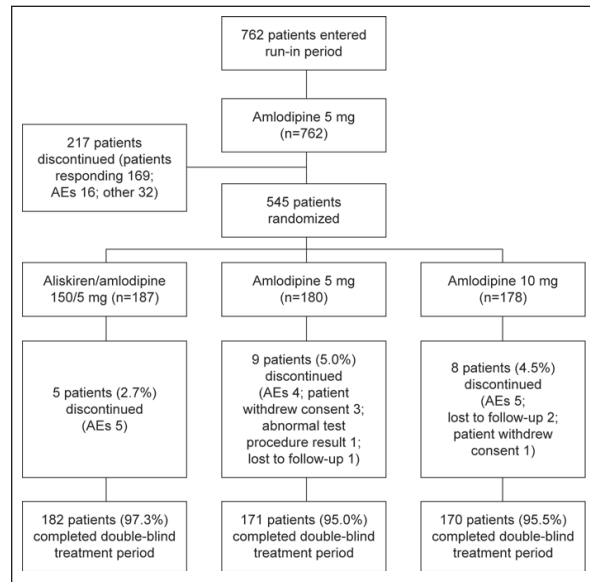 762 patients entered
run-in period
Amlodipine 5 mg
(n=762)
217 patients
discontinued (patients
responding 169;
AEs 16; other 32)
545 patients
randomized
Aliskiren/amlodipine
150/5 mg (n=187)
Amlodipine 5 mg
(n=180)
Amlodipine 10 mg
(n=178)
5 patients (2.7%)
discontinued
(AEs 5)
9 patients (5.0%)
discontinued
(AEs 4; patient
withdrew consent 3;
abnormal test
procedure result 1;
lost to follow-up 1)
8 patients (4.5%)
discontinued
(AEs 5;
lost to follow-up 2;
patient withdrew
consent 1)
182 patients (97.3%)
completed double-blind
treatment period
171 patients (95.0%)
completed double-blind
treatment period
170 patients (95.5%)
completed double-blind
treatment period